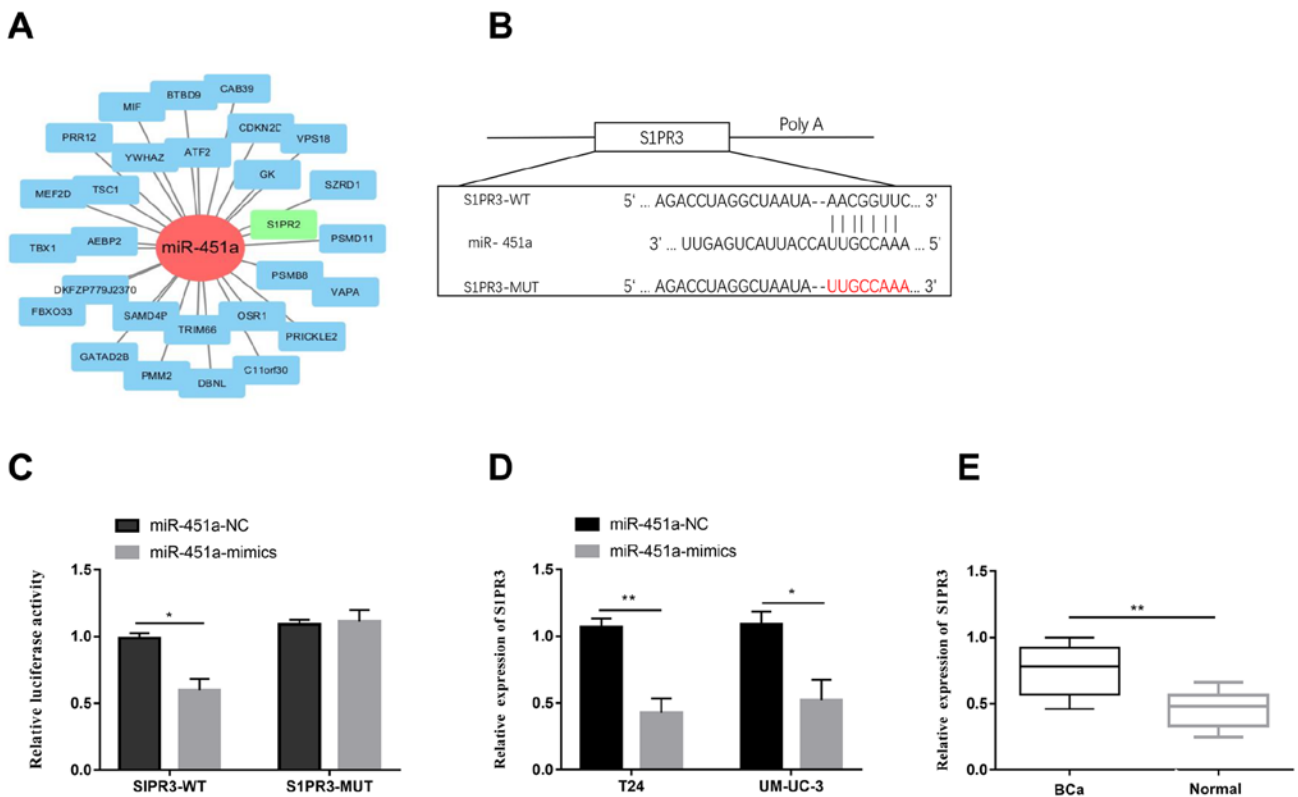 A
B
CAB39
BTBD9
MIF
CDKN2D
VPS18
PRR12
ATF2
YWHAZ
GK
SZRD1
MEF2D
TSC1
S1PR2
miR-451a
PSMD11
TBX1
AEBP2
PSMB8
VAPA
DKFZP779J2370
FBXO33
SAMD4B
OSR1
TRIM66
PRICKLE2
GATAD2B
C11orf30
PMM2
DBNL
S1PR3
Poly A
S1PR3-WT 5' ... AGACCUAGGCUAAUA--AACGGUUC... 3'
miR- 451a 3' ... UUGAGUCAUUACCAUUGCCAAA ... 5'
S1PR3-MUT 5' ... AGACCUAGGCUAAUA--UUGCCAAA... 3'
C
D
E
miR-451a-NC
miR-451a-mimics
Relative luciferase activity
1.5
1.0
0.5
0.0
*
SIPR3-WT
S1PR3-MUT
miR-451a-NC
miR-451a-mimics
Relative expression of S1PR3
1.5
1.0
0.5
0.0
**
*
T24
UM-UC-3
Relative expression of S1PR3
1.5
1.0
0.5
0.0
**
BCa
Normal